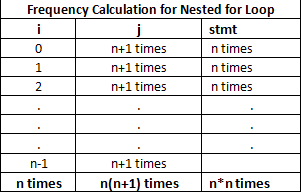 Frequency Calculation for Nested for Loop
i j stmt
0 n+1 times n times
1 n+1 times n times
2 n+1 times n times
. . .
. . .
. . .
n-1 n+1 times
n times n(n+1) times n*n times